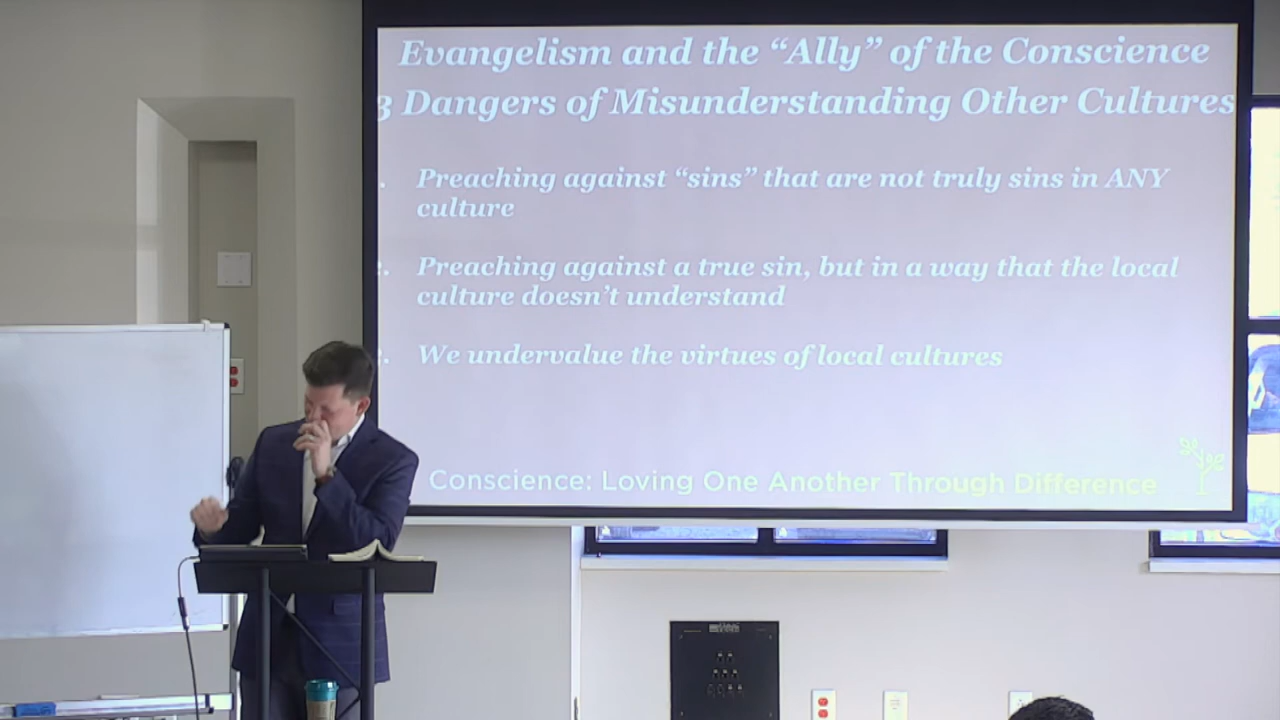 Evangelism and the “Ally” of the Conscience
3 Dangers of Misunderstanding Other Cultures
Preaching against “sins” that are not truly sins in ANY
culture
Preaching against a true sin, but in a way that the local
culture doesn’t understand
We undervalue the virtues of local cultures
Conscience: Loving One Another Through Difference